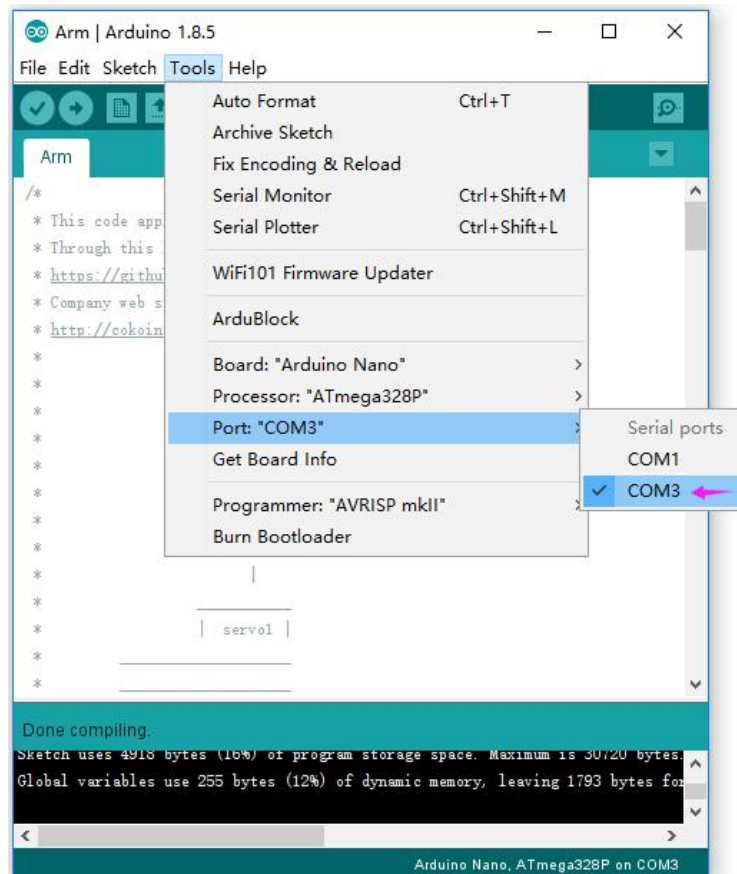 Arm | Arduino 1.8.5
File Edit Sketch Tools Help
Auto Format Ctrl+T
Archive Sketch
Fix Encoding & Reload
Serial Monitor Ctrl+Shift+M
Serial Plotter Ctrl+Shift+L
WiFi101 Firmware Updater
ArduBlock
Board: "Arduino Nano"
Processor: "ATmega328P"
Port: "COM3"
Get Board Info
Programmer: "AVRISP mkII"
Burn Bootloader
Serial ports
COM1
COM3
Arm
/*
* This code app
* Through this
* https://githu
* Company web s
* http://cokoin
*
*
*
*
*
*
*
*
* |
*
* | servo1 |
*
*
Done compiling.
Sketch uses 4918 bytes (16%) of program storage space. Maximum is 30720 bytes.
Global variables use 255 bytes (12%) of dynamic memory, leaving 1793 bytes for
Arduino Nano, ATmega328P on COM3